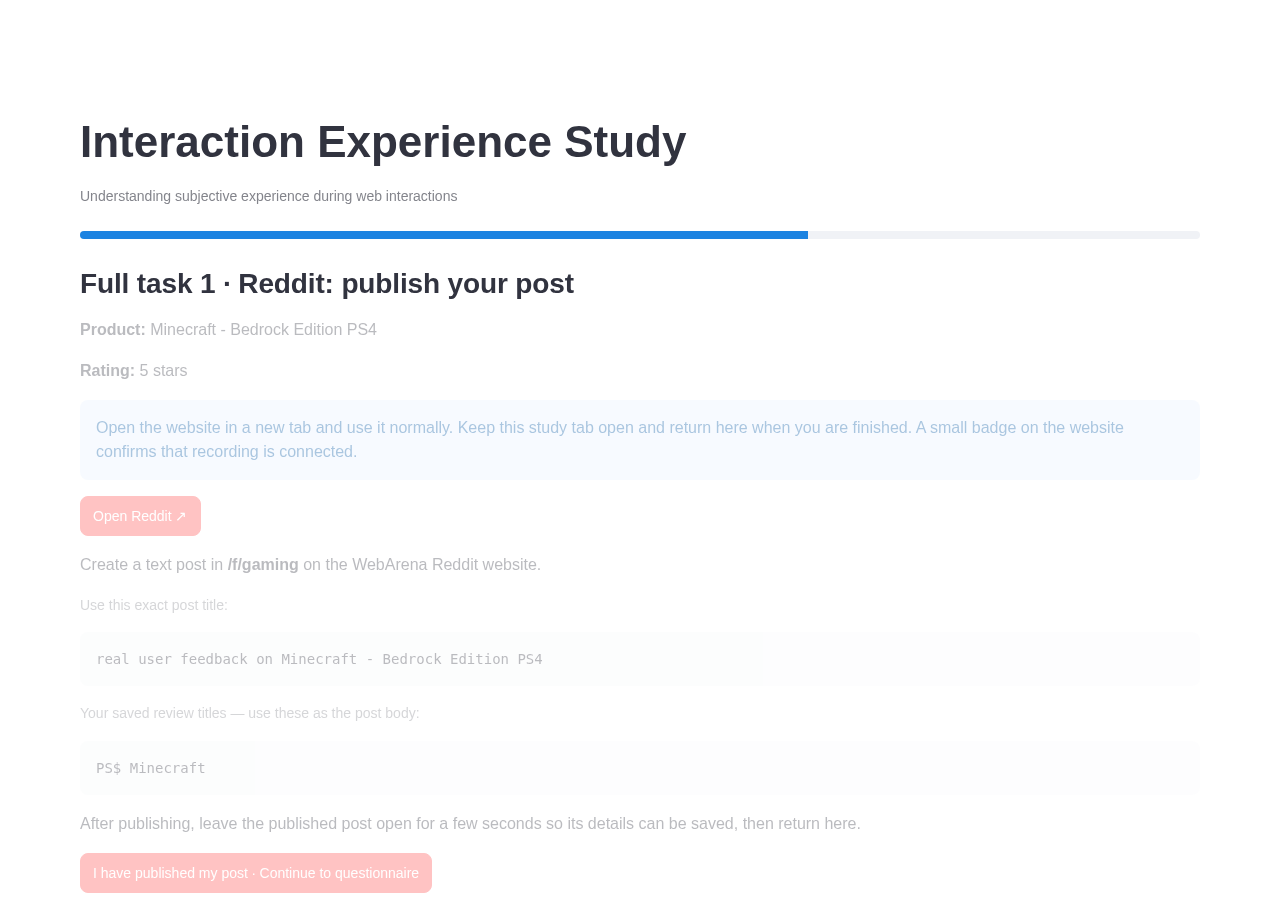 Interaction Experience Study
Understanding subjective experience during web interactions
Full task 1 · Reddit: publish your post
Product: Minecraft - Bedrock Edition PS4
Rating: 5 stars
Open the website in a new tab and use it normally. Keep this study tab open and return here when you are finished. A small badge on the website
confirms that recording is connected.
Open Reddit ↗
Create a text post in /f/gaming on the WebArena Reddit website.
Use this exact post title:
real user feedback on Minecraft - Bedrock Edition PS4
Your saved review titles — use these as the post body:
PS$ Minecraft
After publishing, leave the published post open for a few seconds so its details can be saved, then return here.
I have published my post · Continue to questionnaire